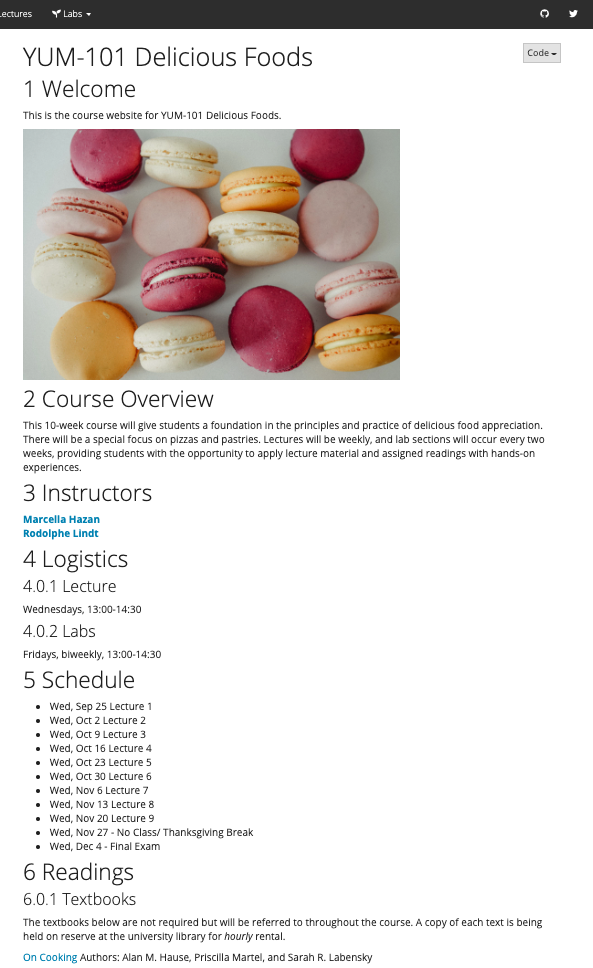 Lectures Labs
YUM-101 Delicious Foods
Code
1 Welcome
This is the course website for YUM-101 Delicious Foods.
2 Course Overview
This 10-week course will give students a foundation in the principles and practice of delicious food appreciation.
There will be a special focus on pizzas and pastries. Lectures will be weekly, and lab sections will occur every two
weeks, providing students with the opportunity to apply lecture material and assigned readings with hands-on
experiences.
3 Instructors
Marcella Hazan
Rodolphe Lindt
4 Logistics
4.0.1 Lecture
Wednesdays, 13:00-14:30
4.0.2 Labs
Fridays, biweekly, 13:00-14:30
5 Schedule
Wed, Sep 25 Lecture 1
Wed, Oct 2 Lecture 2
Wed, Oct 9 Lecture 3
Wed, Oct 16 Lecture 4
Wed, Oct 23 Lecture 5
Wed, Oct 30 Lecture 6
Wed, Nov 6 Lecture 7
Wed, Nov 13 Lecture 8
Wed, Nov 20 Lecture 9
Wed, Nov 27 - No Class/ Thanksgiving Break
Wed, Dec 4 - Final Exam
6 Readings
6.0.1 Textbooks
The textbooks below are not required but will be referred to throughout the course. A copy of each text is being
held on reserve at the university library for hourly rental.
On Cooking Authors: Alan M. Hause, Priscilla Martel, and Sarah R. Labensky